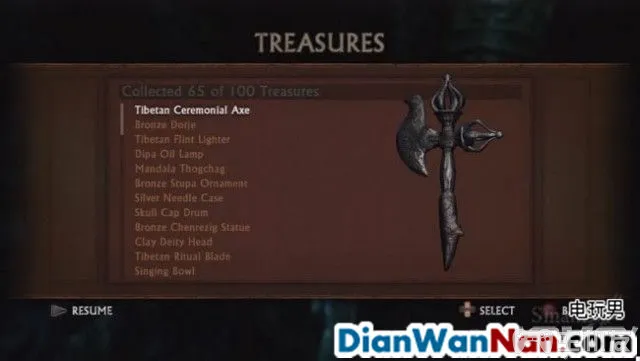 TREASURES
Collected 65 of 100 Treasures
Tibetan Ceremonial Axe
Bronze Dorje
Tibetan Flint Lighter
Dipa Oil Lamp
Mandala Thogchag
Bronze Stupa Ornament
Silver Needle Case
Skull Cap Drum
Bronze Chenrezig Statue
Clay Deity Head
Tibetan Ritual Blade
Singing Bowl
RESUME
SELECT
电玩男
DianWanNan.com